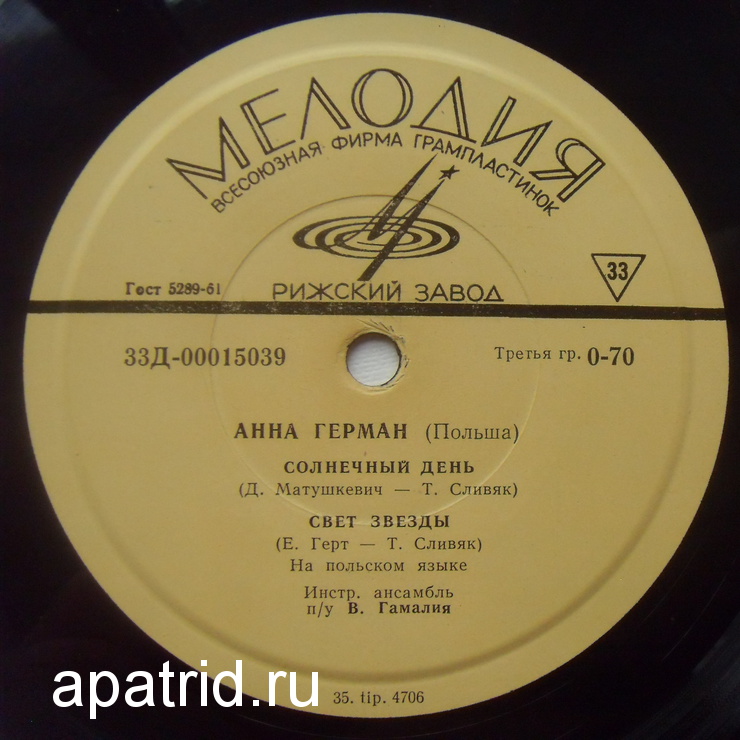 МЕЛОДИЯ
ВСЕСОЮЗНАЯ ФИРМА ГРАМПЛАСТИНОК
33
Гост 5289-61
РИЖСКИЙ ЗАВОД
33Д-00015039
Третья гр. 0-70
АННА ГЕРМАН (Польша)
СОЛНЕЧНЫЙ ДЕНЬ
(Д. Матушкевич — Т. Сливяк)
СВЕТ ЗВЕЗДЫ
(Е. Герт — Т. Сливяк)
На польском языке
Инстр. ансамбль
п/у В. Гамалия
apatrid.ru
35. tip. 4706